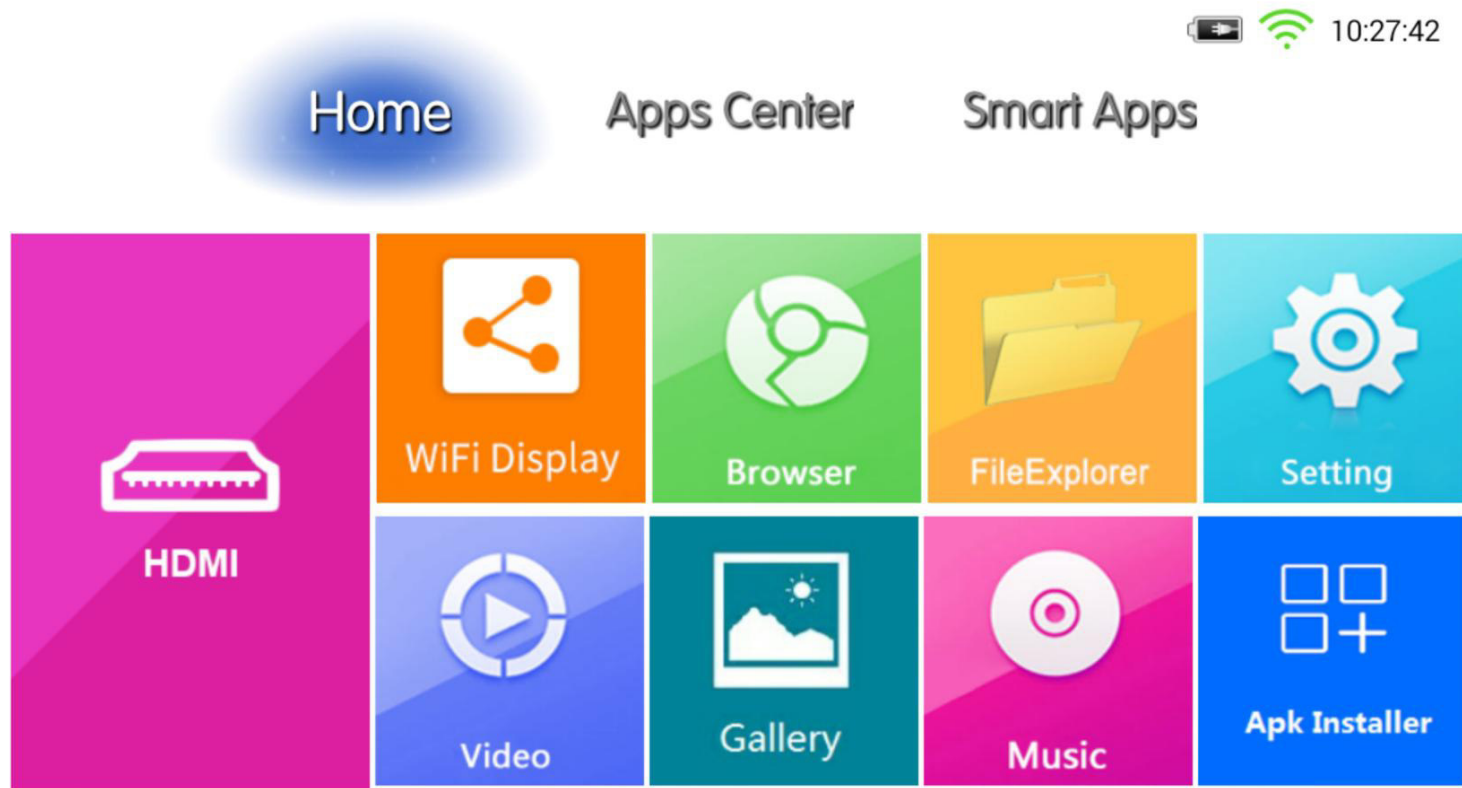 10:27:42
Home Apps Center Smart Apps
WiFi Display Browser FileExplorer Setting
HDMI
Video Gallery Music Apk Installer